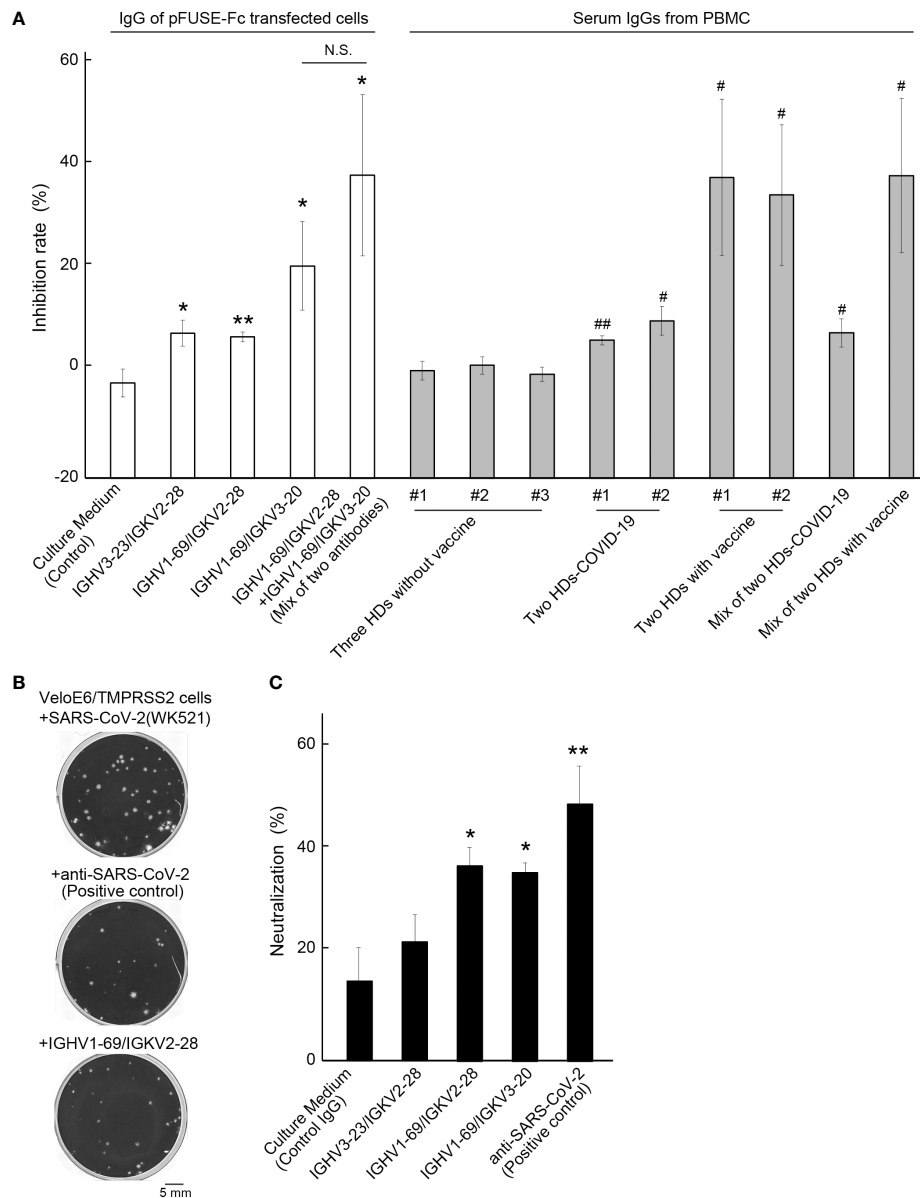 A
IgG of pFUSE-Fc transfected cells
Serum IgGs from PBMC
N.S.
60
40
20
0
-20
Inhibition rate (%)
*
**
*
*
##
#
#
#
#
#
Culture Medium
(Control)
IGHV3-23/IGKV2-28
IGHV1-69/IGKV2-28
IGHV1-69/IGKV3-20
IGHV1-69/IGKV2-28
+IGHV1-69/IGKV3-20
(Mix of two antibodies)
#1
#2
#3
#1
#2
#1
#2
Three HDs without vaccine
Two HDs-COVID-19
Two HDs with vaccine
Mix of two HDs-COVID-19
Mix of two HDs with vaccine
B
VeloE6/TMPRSS2 cells
+SARS-CoV-2(WK521)
+anti-SARS-CoV-2
(Positive control)
+IGHV1-69/IGKV2-28
5 mm
C
60
40
20
0
Neutralization (%)
*
*
**
Culture Medium
(Control IgG)
IGHV3-23/IGKV2-28
IGHV1-69/IGKV2-28
IGHV1-69/IGKV3-20
anti-SARS-CoV-2
(Positive control)